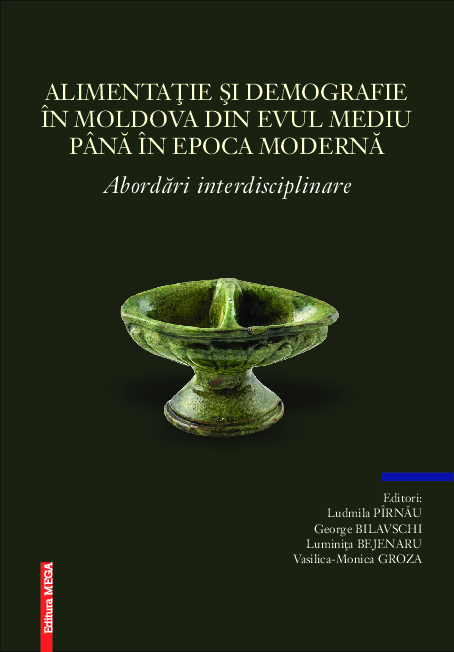 ALIMENTAŢIE ŞI DEMOGRAFIE
ÎN MOLDOVA DIN EVUL MEDIU
PÂNĂ ÎN EPOCA MODERNĂ
Abordări interdisciplinare
Editori:
Ludmila PÎRNĂU
George BILAVSCHI
Luminiţa BEJENARU
Vasilica-Monica GROZA
Editura MEGA